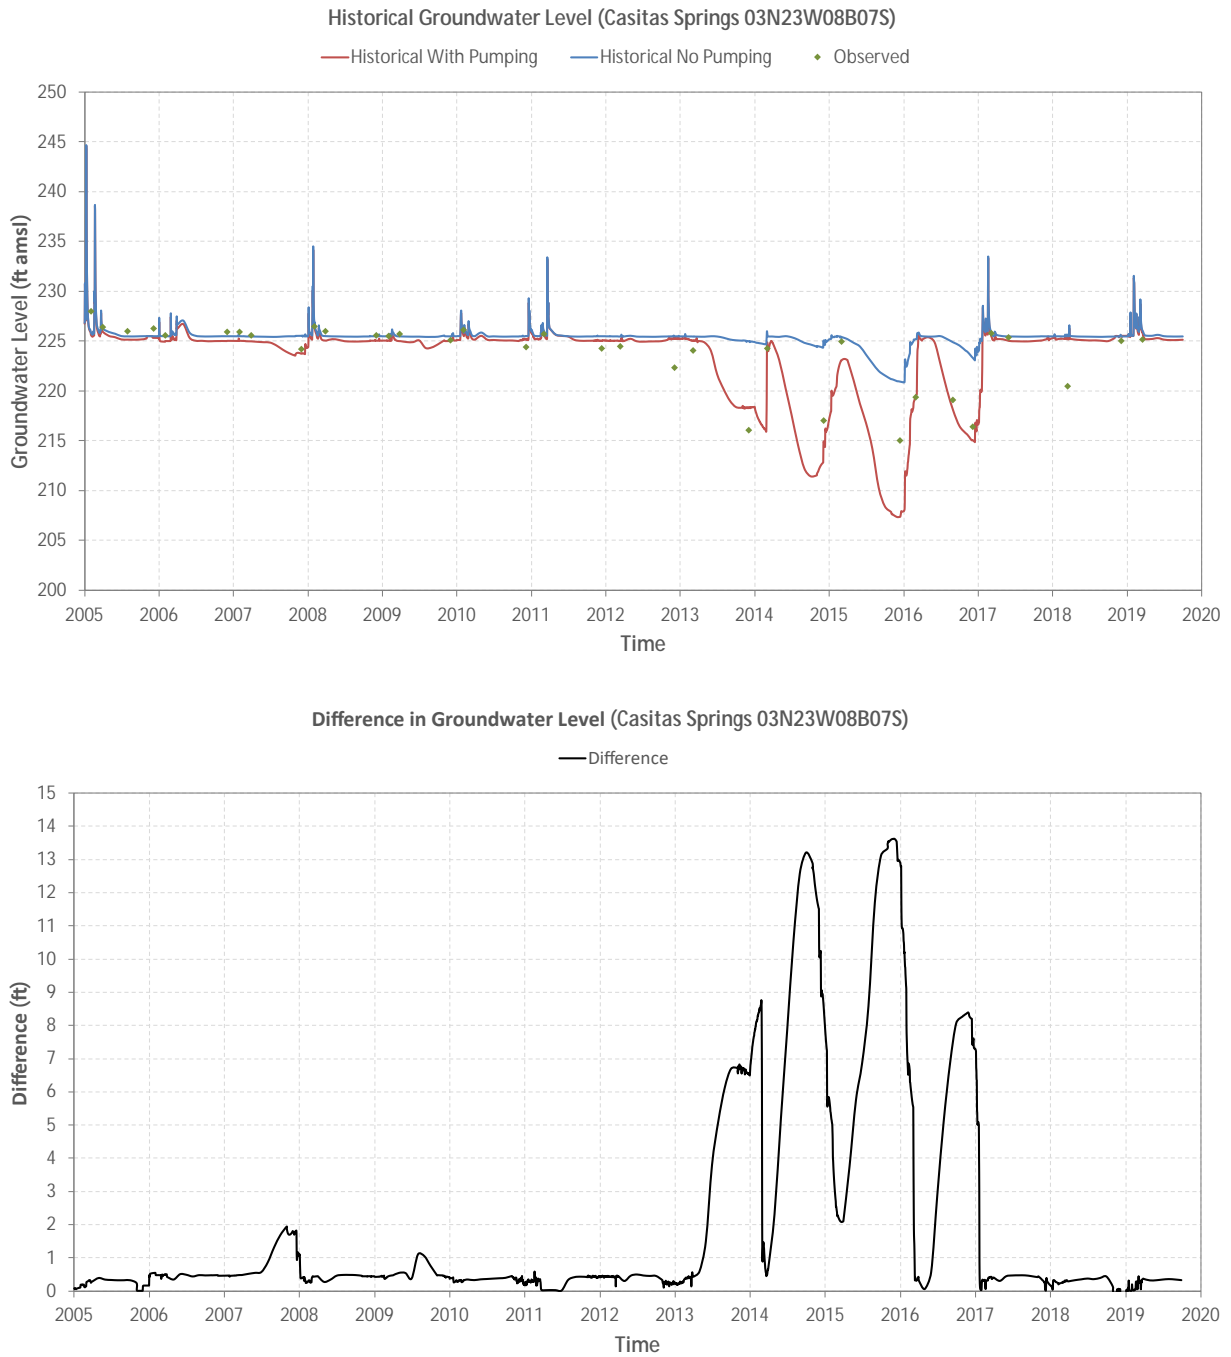 Historical Groundwater Level (Casitas Springs 03N23W08B07S)
Historical With Pumping Historical No Pumping Observed
Groundwater Level (ft amsl)
250
245
240
235
230
225
220
215
210
205
200
2005 2006 2007 2008 2009 2010 2011 2012 2013 2014 2015 2016 2017 2018 2019 2020
Time
Difference in Groundwater Level (Casitas Springs 03N23W08B07S)
Difference
Difference (ft)
15
14
13
12
11
10
9
8
7
6
5
4
3
2
1
0
2005 2006 2007 2008 2009 2010 2011 2012 2013 2014 2015 2016 2017 2018 2019 2020
Time